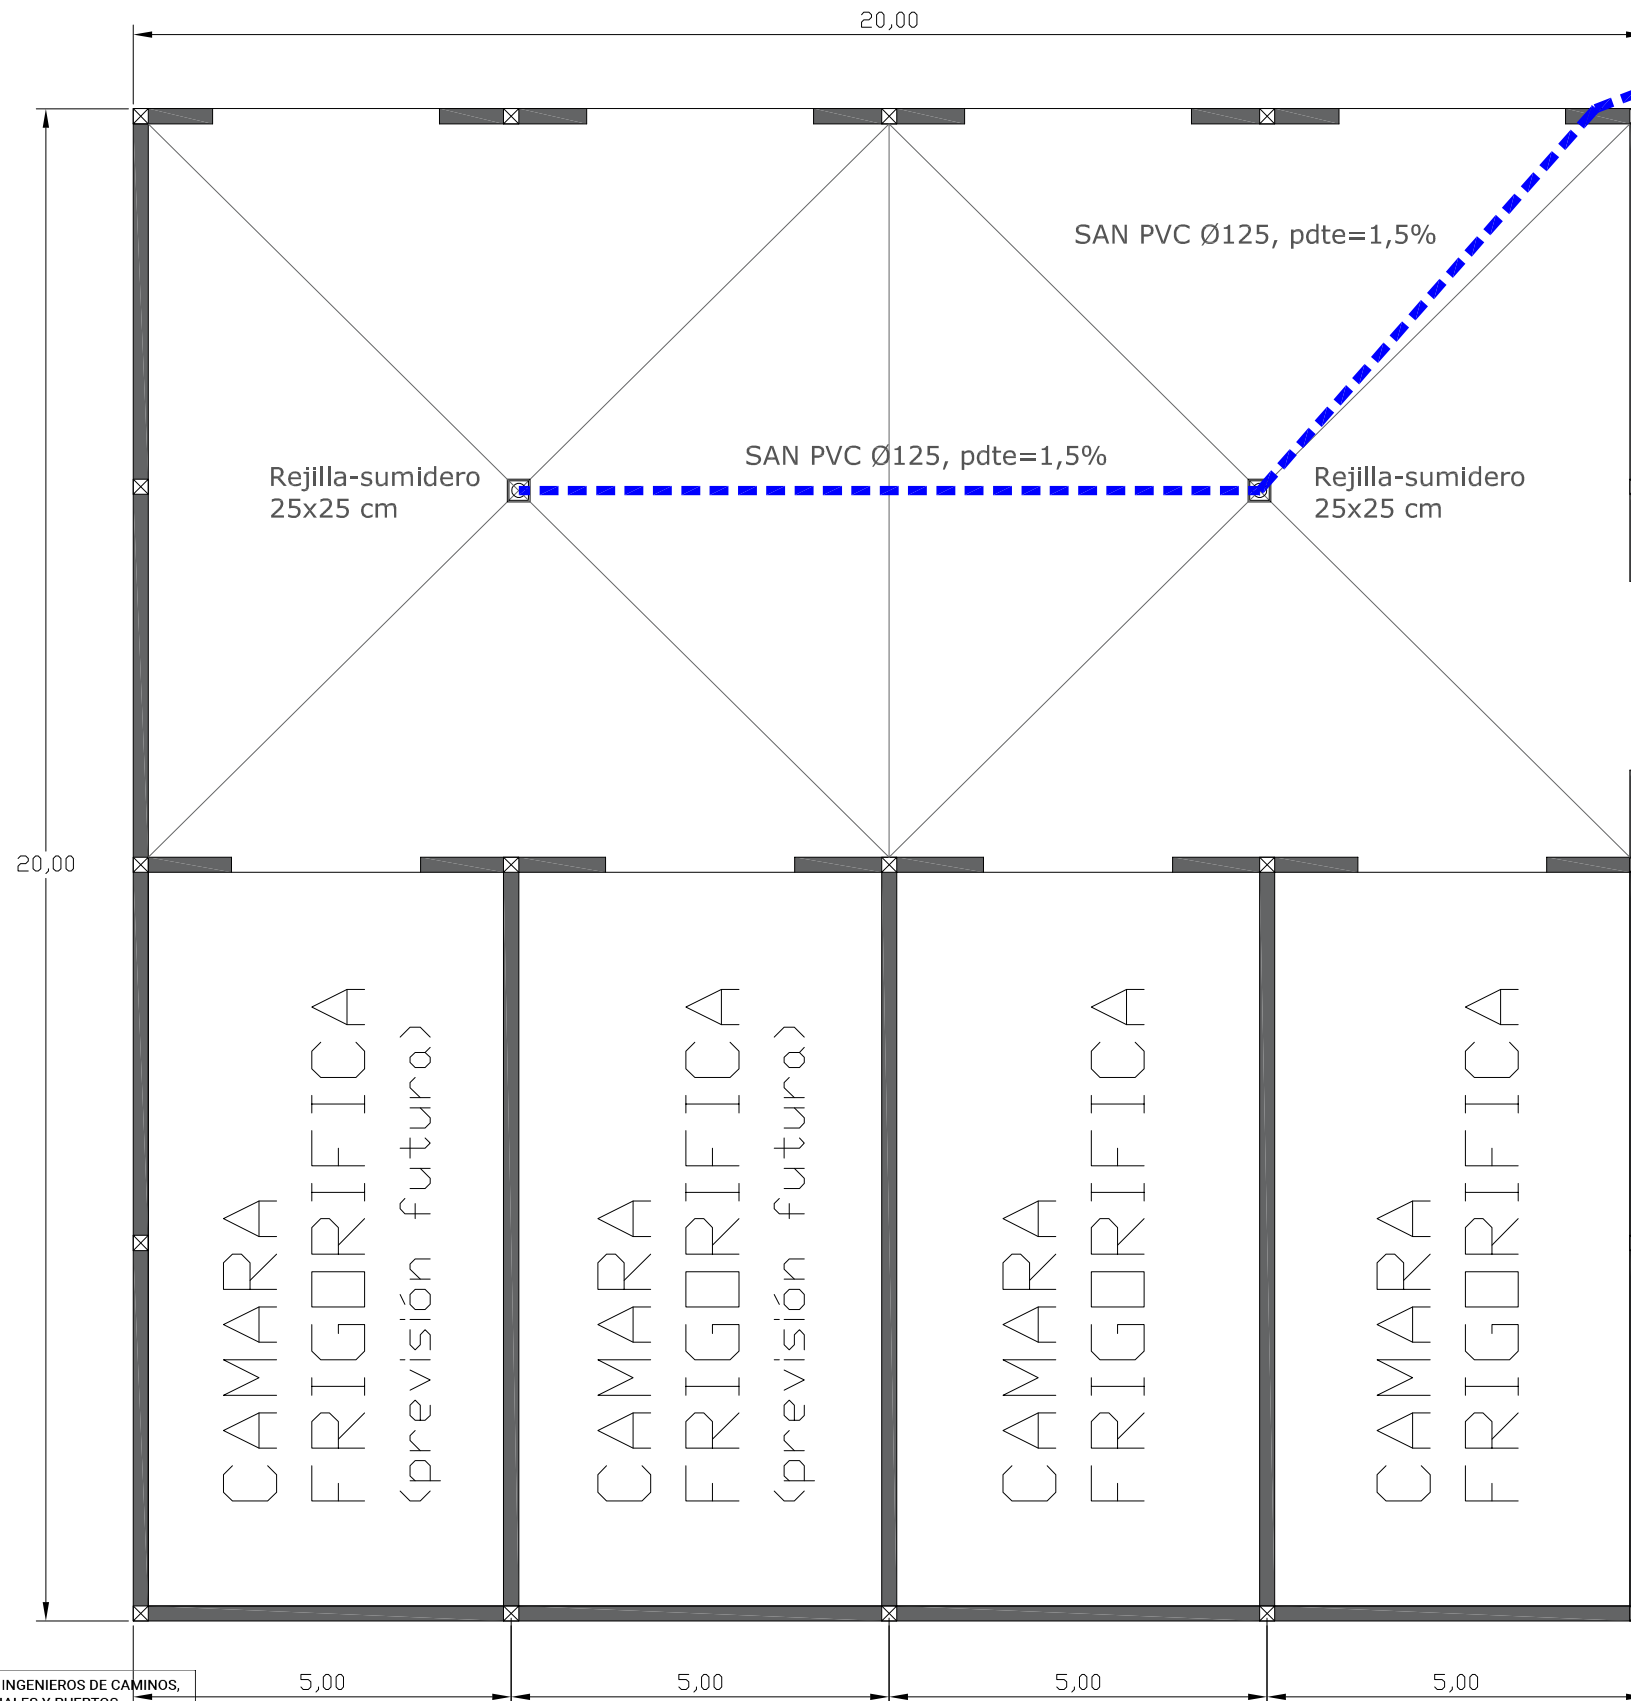 20,00
SAN PVC Ø125, pdte=1,5%
SAN PVC Ø125, pdte=1,5%
Rejilla-sumidero
25x25 cm
Rejilla-sumidero
25x25 cm
20,00
CAMARA
FRIGORIFICA
(previsión futura)
CAMARA
FRIGORIFICA
(previsión futura)
CAMARA
FRIGORIFICA
CAMARA
FRIGORIFICA
5,00
5,00
5,00
5,00
INGENIEROS DE CAMINOS,